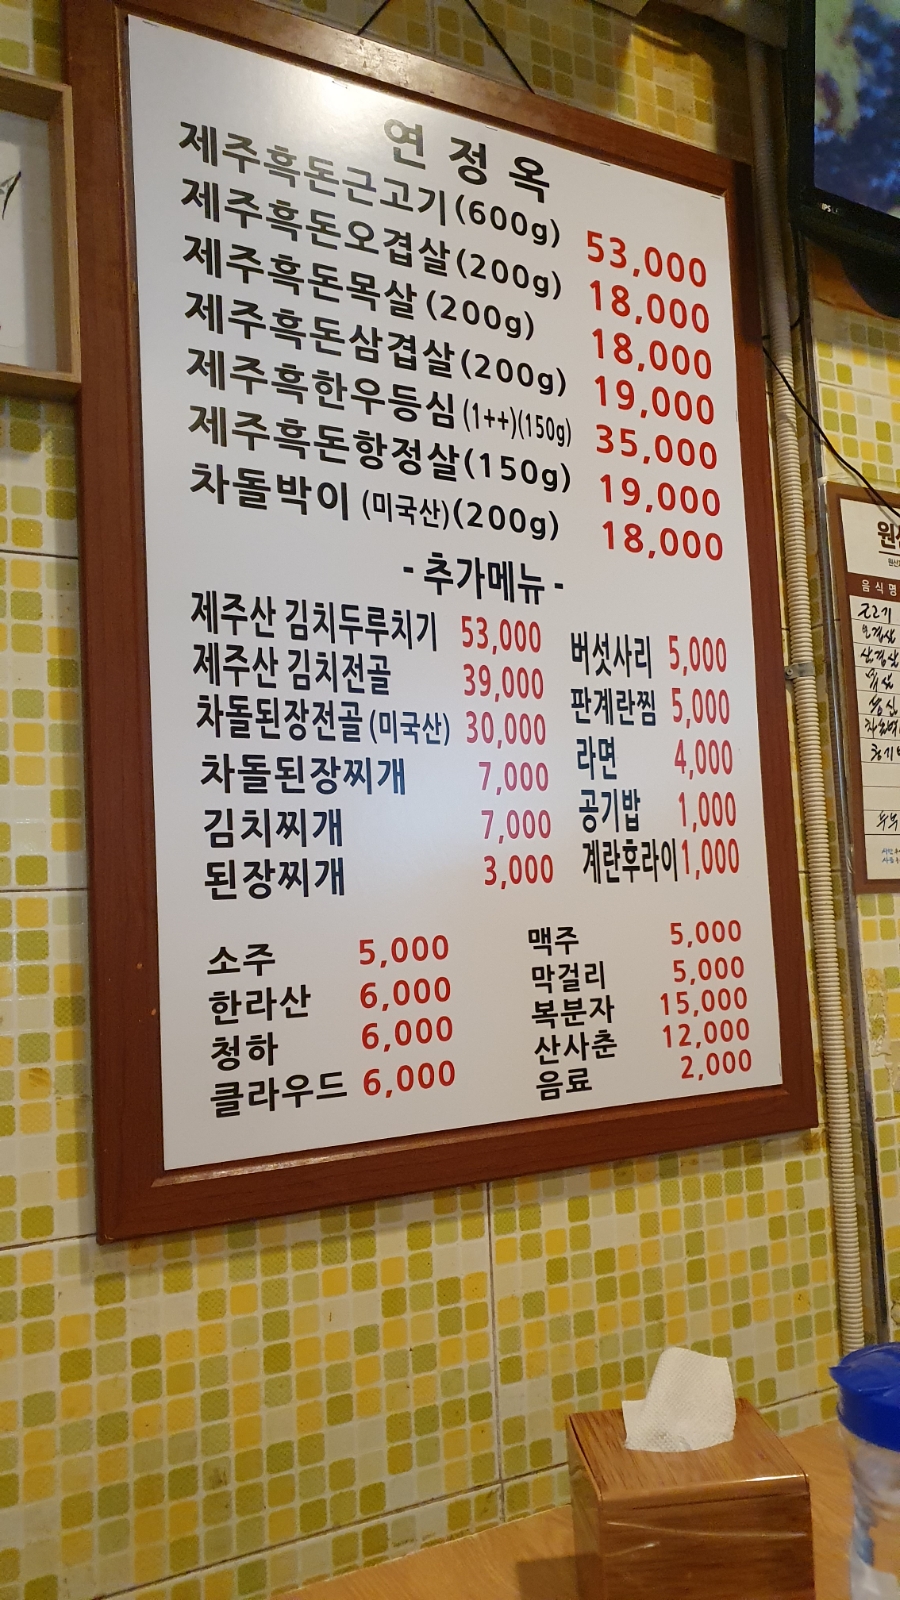 연정옥
제주흑돈근고기(600g) 53,000
제주흑돈오겹살(200g) 18,000
제주흑돈목살 (200g) 18,000
제주흑돈삼겹살(200g) 19,000
제주흑한우등심 (1++)(150g) 35,000
제주흑돈항정살(150g) 19,000
차돌박이 (미국산)(200g) 18,000
- 추가메뉴 -
제주산 김치두루치기 53,000
제주산 김치전골 39,000
차돌된장전골 (미국산) 30,000
차돌된장찌개 7,000
김치찌개 7,000
된장찌개 3,000
버섯사리 5,000
판계란찜 5,000
라면 4,000
공기밥 1,000
계란후라이 1,000
소주 5,000
한라산 6,000
청하 6,000
클라우드 6,000
맥주 5,000
막걸리 5,000
복분자 15,000
산사춘 12,000
음료 2,000
음식명